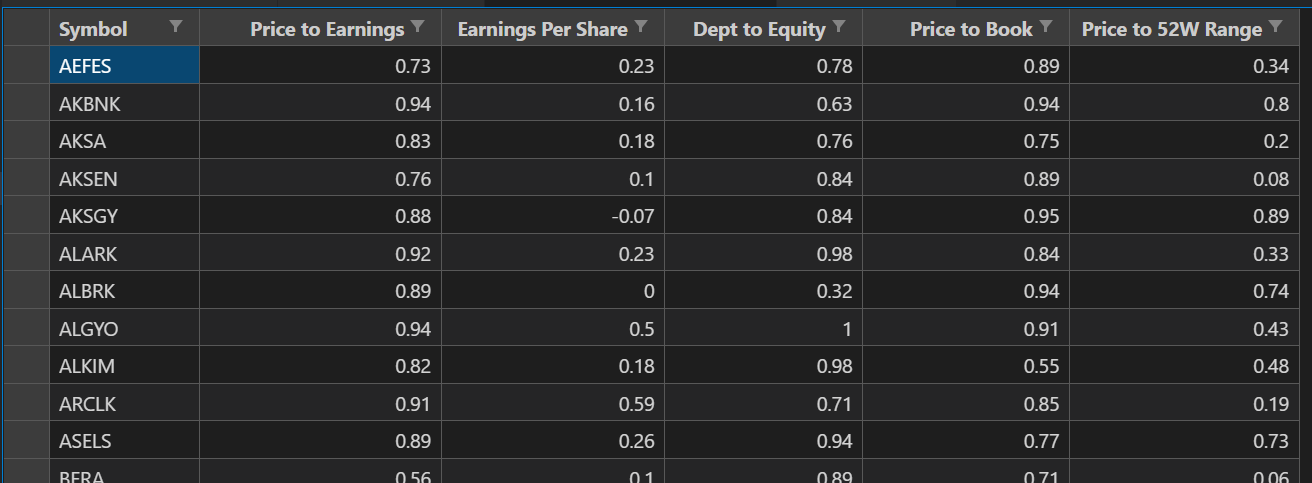 Symbol Price to Earnings Earnings Per Share Dept to Equity Price to Book Price to 52W Range
AEFES 0.73 0.23 0.78 0.89 0.34
AKBNK 0.94 0.16 0.63 0.94 0.8
AKSA 0.83 0.18 0.76 0.75 0.2
AKSEN 0.76 0.1 0.84 0.89 0.08
AKSGY 0.88 -0.07 0.84 0.95 0.89
ALARK 0.92 0.23 0.98 0.84 0.33
ALBRK 0.89 0 0.32 0.94 0.74
ALGYO 0.94 0.5 1 0.91 0.43
ALKIM 0.82 0.18 0.98 0.55 0.48
ARCLK 0.91 0.59 0.71 0.85 0.19
ASELS 0.89 0.26 0.94 0.77 0.73
BERA 0.56 0.1 0.89 0.71 0.06